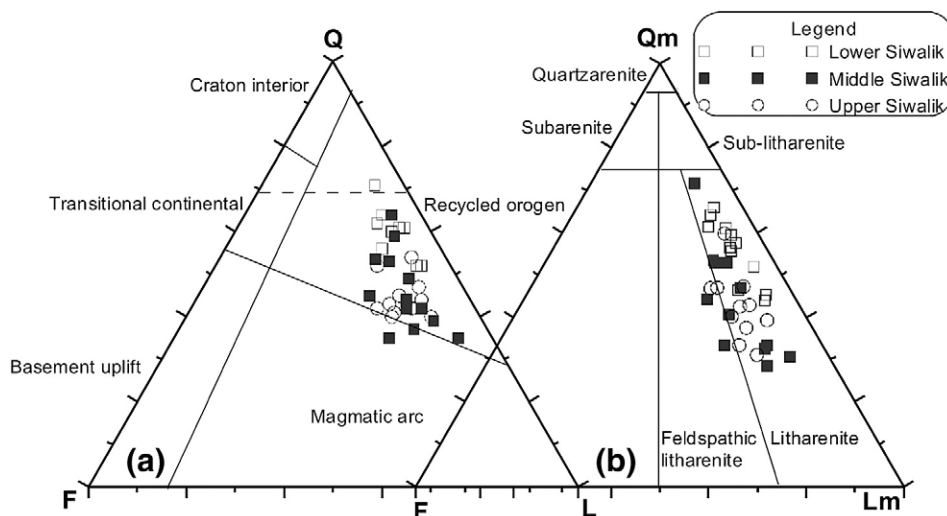 Q
Qm
Legend
Lower Siwalik
Middle Siwalik
Upper Siwalik
Craton interior
Quartzarenite
Subarenite
Sub-litharenite
Transitional continental
Recycled orogen
Basement uplift
Magmatic arc
Feldspathic
litharenite
Litharenite
(a)
(b)
F
F
L
Lm